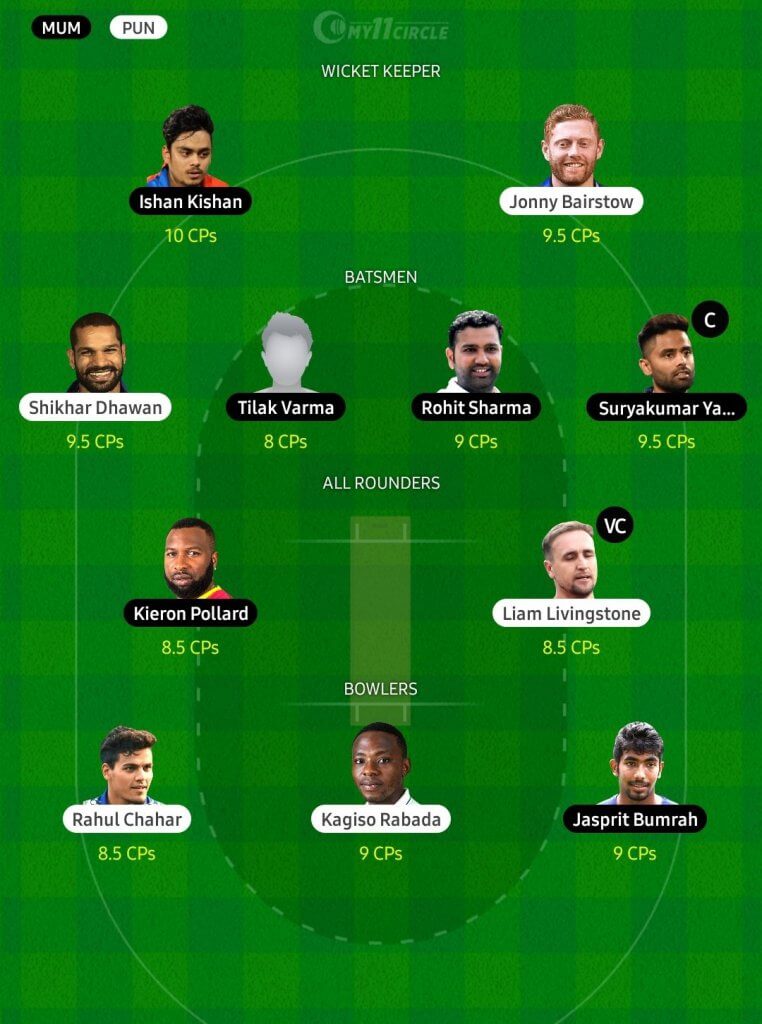 MUM PUN MY11CIRCLE
WICKET KEEPER
Ishan Kishan Jonny Bairstow
10 CPs 9.5 CPs
BATSMEN
C
Shikhar Dhawan Tilak Varma Rohit Sharma Suryakumar Ya...
9.5 CPs 8 CPs 9 CPs 9.5 CPs
ALL ROUNDERS
VC
Kieron Pollard Liam Livingstone
8.5 CPs 8.5 CPs
BOWLERS
Rahul Chahar Kagiso Rabada Jasprit Bumrah
8.5 CPs 9 CPs 9 CPs